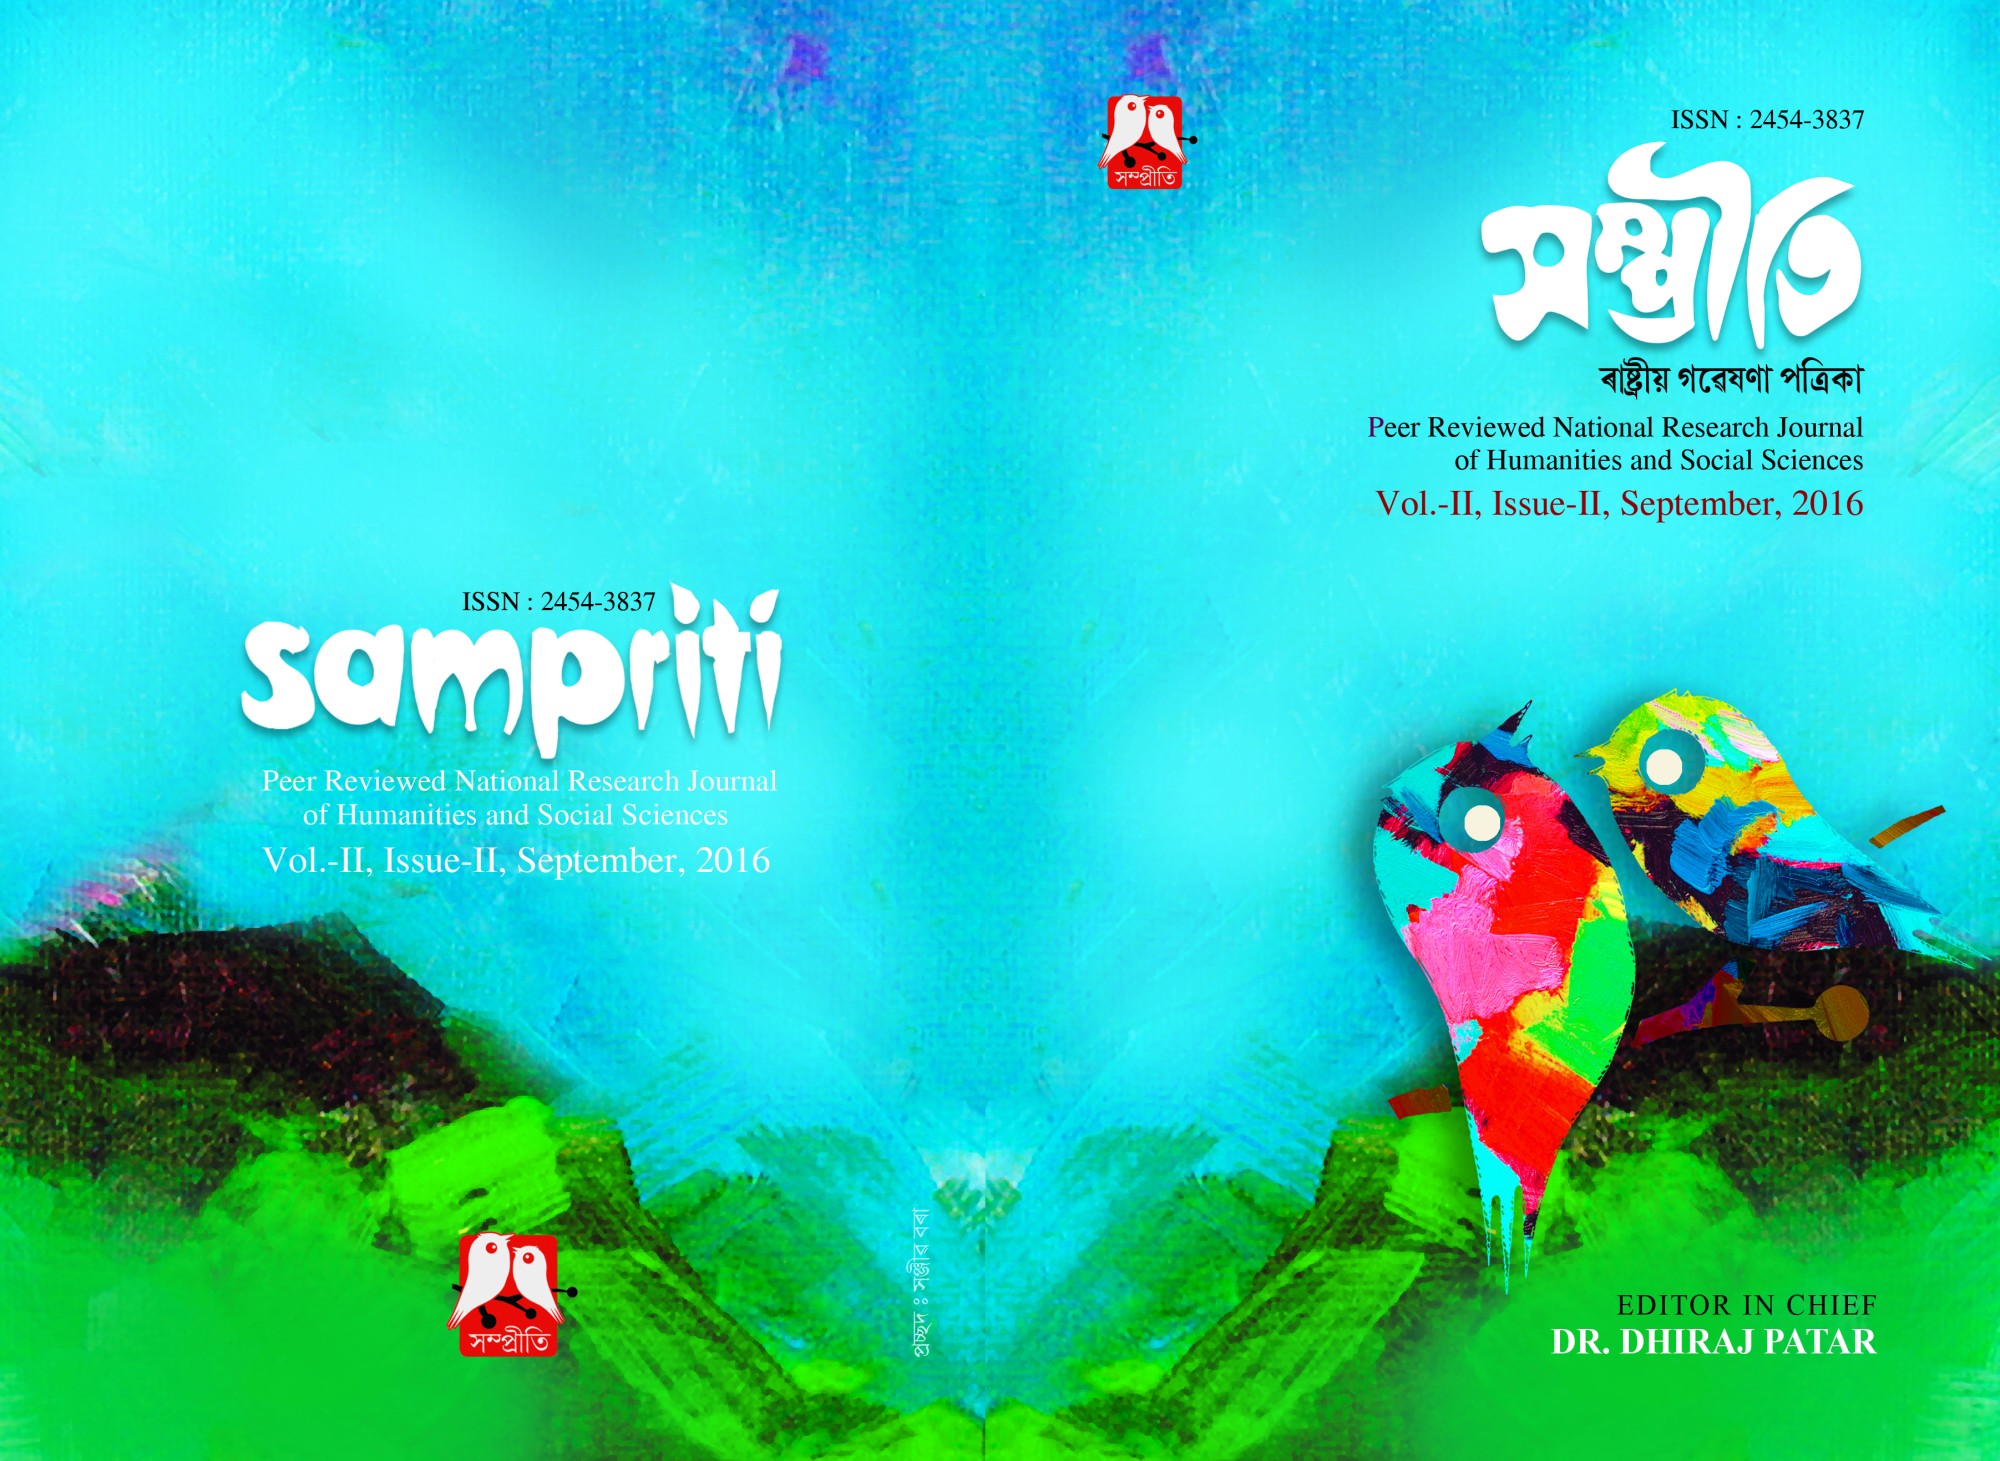 ISSN : 2454-3837
sampriti
Peer Reviewed National Research Journal
of Humanities and Social Sciences
Vol.-II, Issue-II, September, 2016
সম্প্ৰীতি
প্ৰচ্ছদ : সঞ্জীৱ বৰা
সম্প্ৰীতি
ISSN : 2454-3837
সম্প্ৰীতি
ৰাষ্ট্ৰীয় গৱেষণা পত্ৰিকা
Peer Reviewed National Research Journal
of Humanities and Social Sciences
Vol.-II, Issue-II, September, 2016
EDITOR IN CHIEF
DR. DHIRAJ PATAR